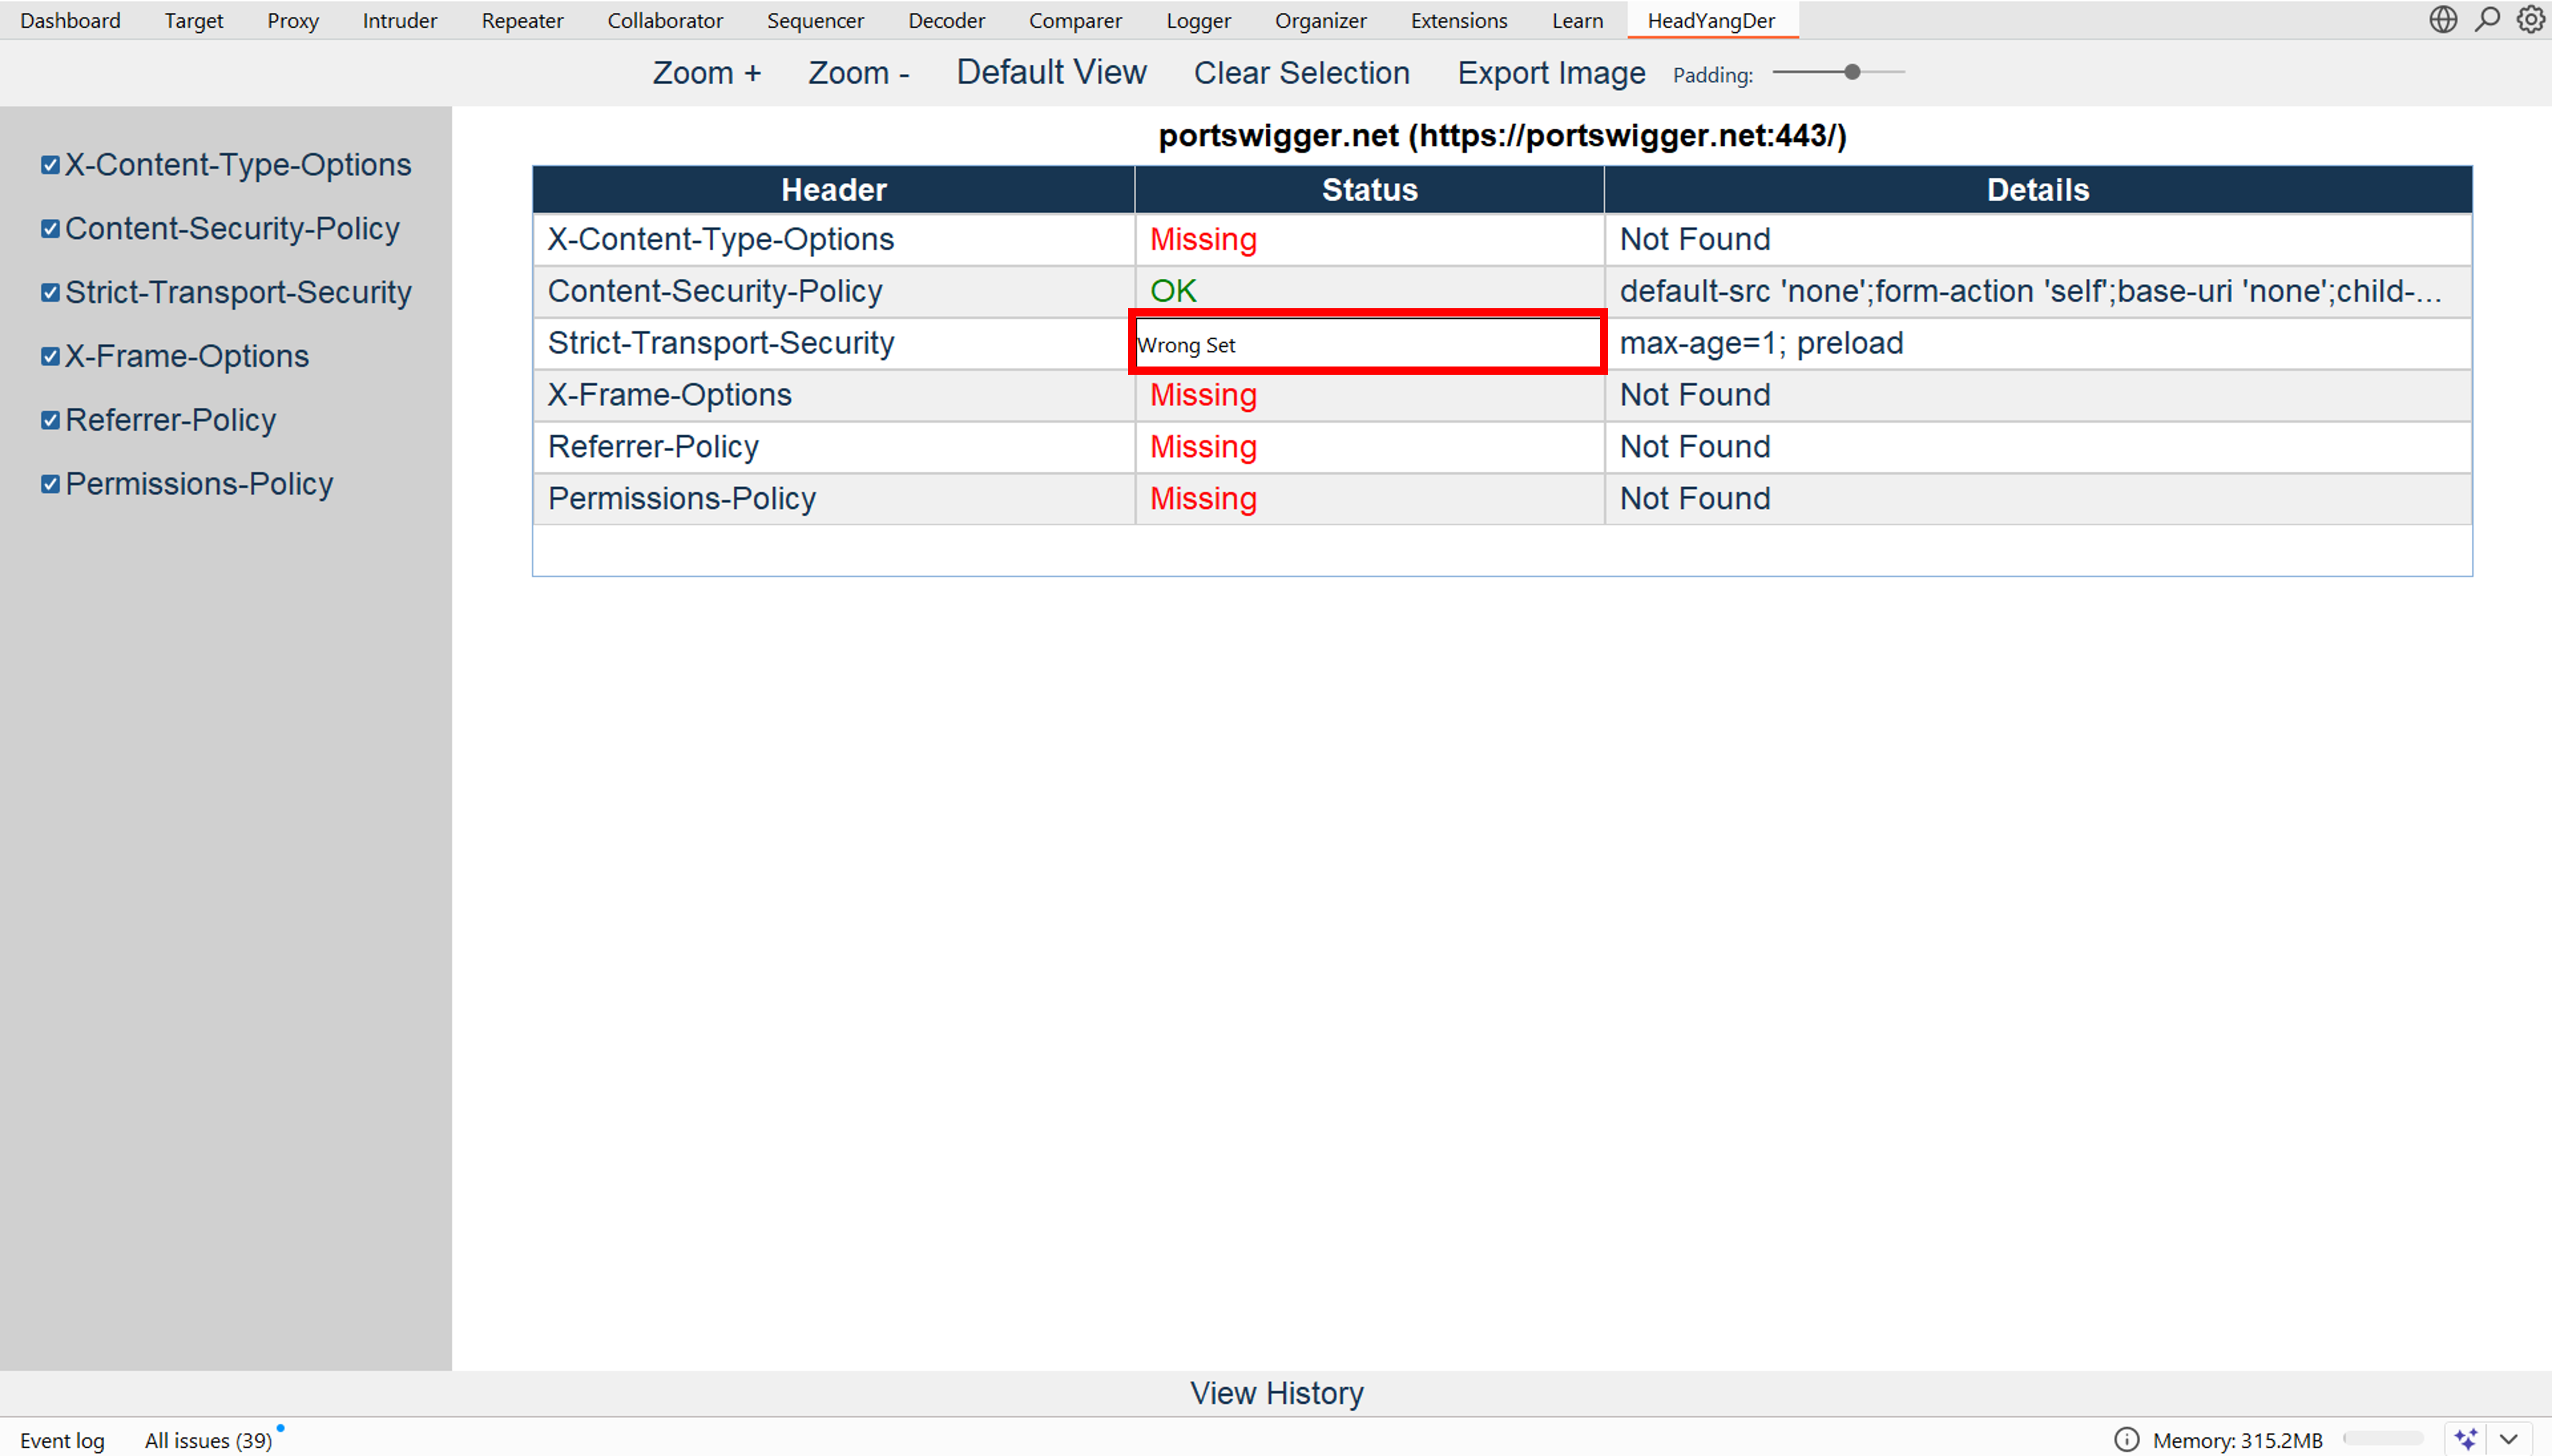 Dashboard Target Proxy Intruder Repeater Collaborator Sequencer Decoder Comparer Logger Organizer Extensions Learn HeadYangDer
Zoom + Zoom - Default View Clear Selection Export Image Padding:
X-Content-Type-Options
Content-Security-Policy
Strict-Transport-Security
X-Frame-Options
Referrer-Policy
Permissions-Policy
portswigger.net (https://portswigger.net:443/)
Header Status Details
X-Content-Type-Options Missing Not Found
Content-Security-Policy OK default-src 'none';form-action 'self';base-uri 'none';child-...
Strict-Transport-Security Wrong Set max-age=1; preload
X-Frame-Options Missing Not Found
Referrer-Policy Missing Not Found
Permissions-Policy Missing Not Found
View History
Event log All issues (39) Memory: 315.2MB